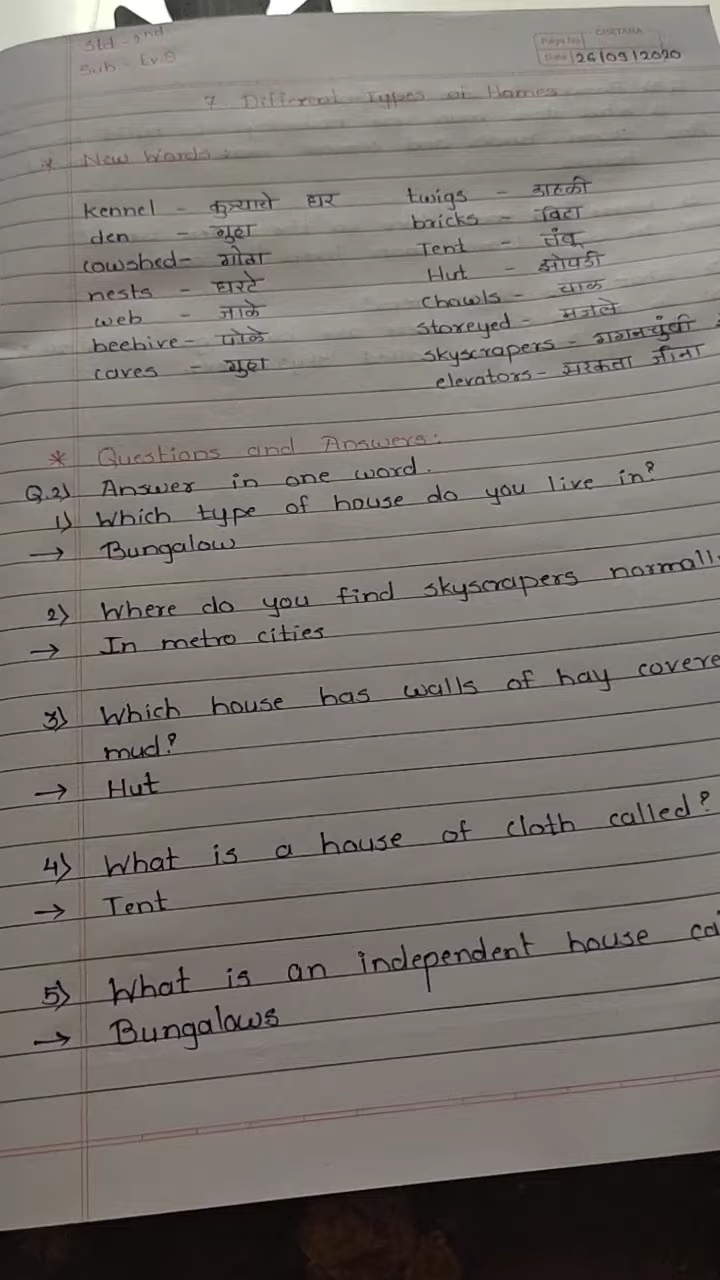 Std - 2nd
Sub - Ev.S
CHETANA
Page No.
Date 26/09/2020
7 Different Types of Homes
* New Words :
kennel - कुत्र्याचे घर
den - गुहा
cowshed - गोठा
nests - घरटे
web - जाळे
beehive - पोळे
caves - गुहा
twigs - डाहळी
bricks - विटा
Tent - तंबू
Hut - झोपडी
chawls - चाळ
storeyed - मजले
skyscrapers - गगनचुंबी
elevators - सरकता जीना
* Questions and Answers :
Q.2) Answer in one word.
1) Which type of house do you live in?
→ Bungalow
2) Where do you find skyscrapers normall
→ In metro cities
3) Which house has walls of hay covere
mud?
→ Hut
4) What is a house of cloth called?
→ Tent
5) What is an independent house ca
→ Bungalows